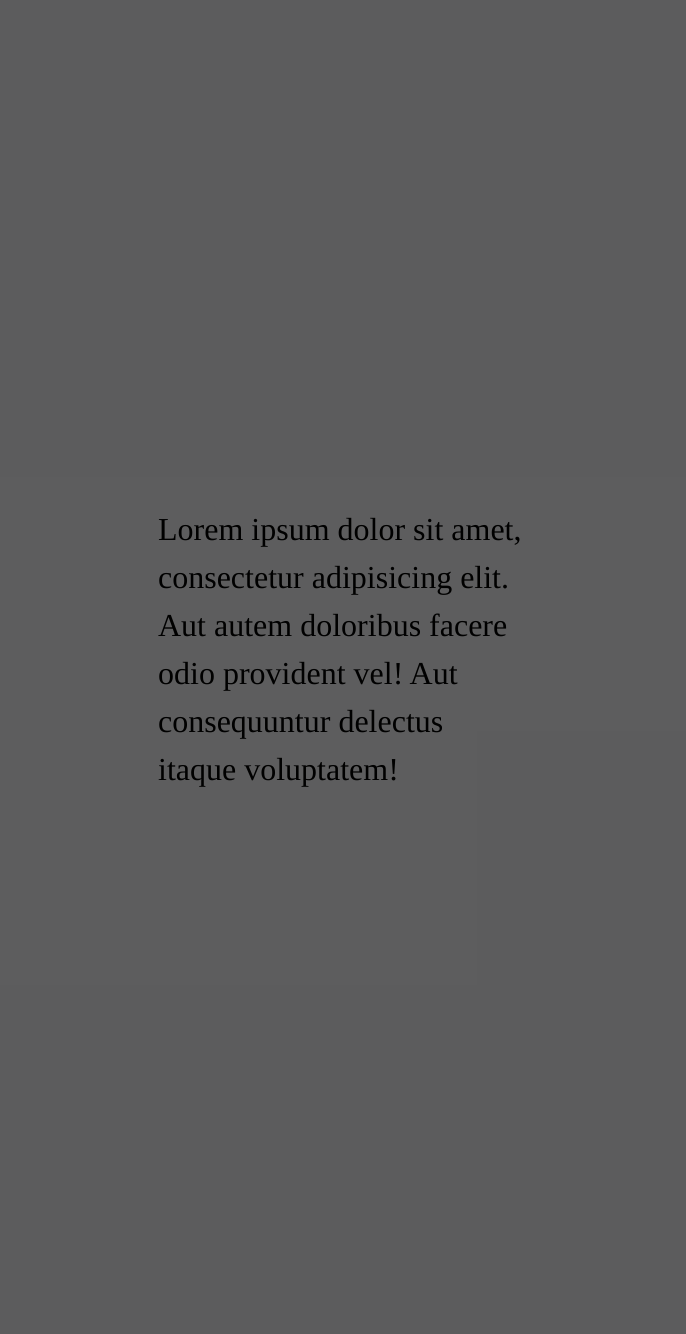 Lorem ipsum dolor sit amet,
consectetur adipisicing elit.
Aut autem doloribus facere
odio provident vel! Aut
consequuntur delectus
itaque voluptatem!